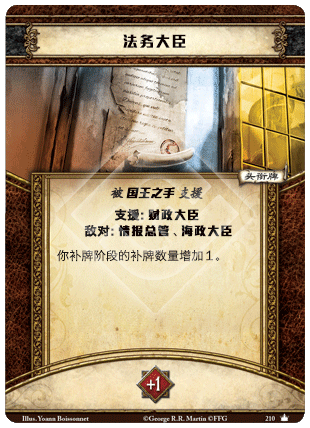 法务大臣
头衔牌
被 国王之手 支援
支援: 财政大臣
敌对: 情报总管、海政大臣
你补牌阶段的补牌数量增加1。
+1
Illus. Yoann Boissonnet ©George R.R. Martin ©FFG 210